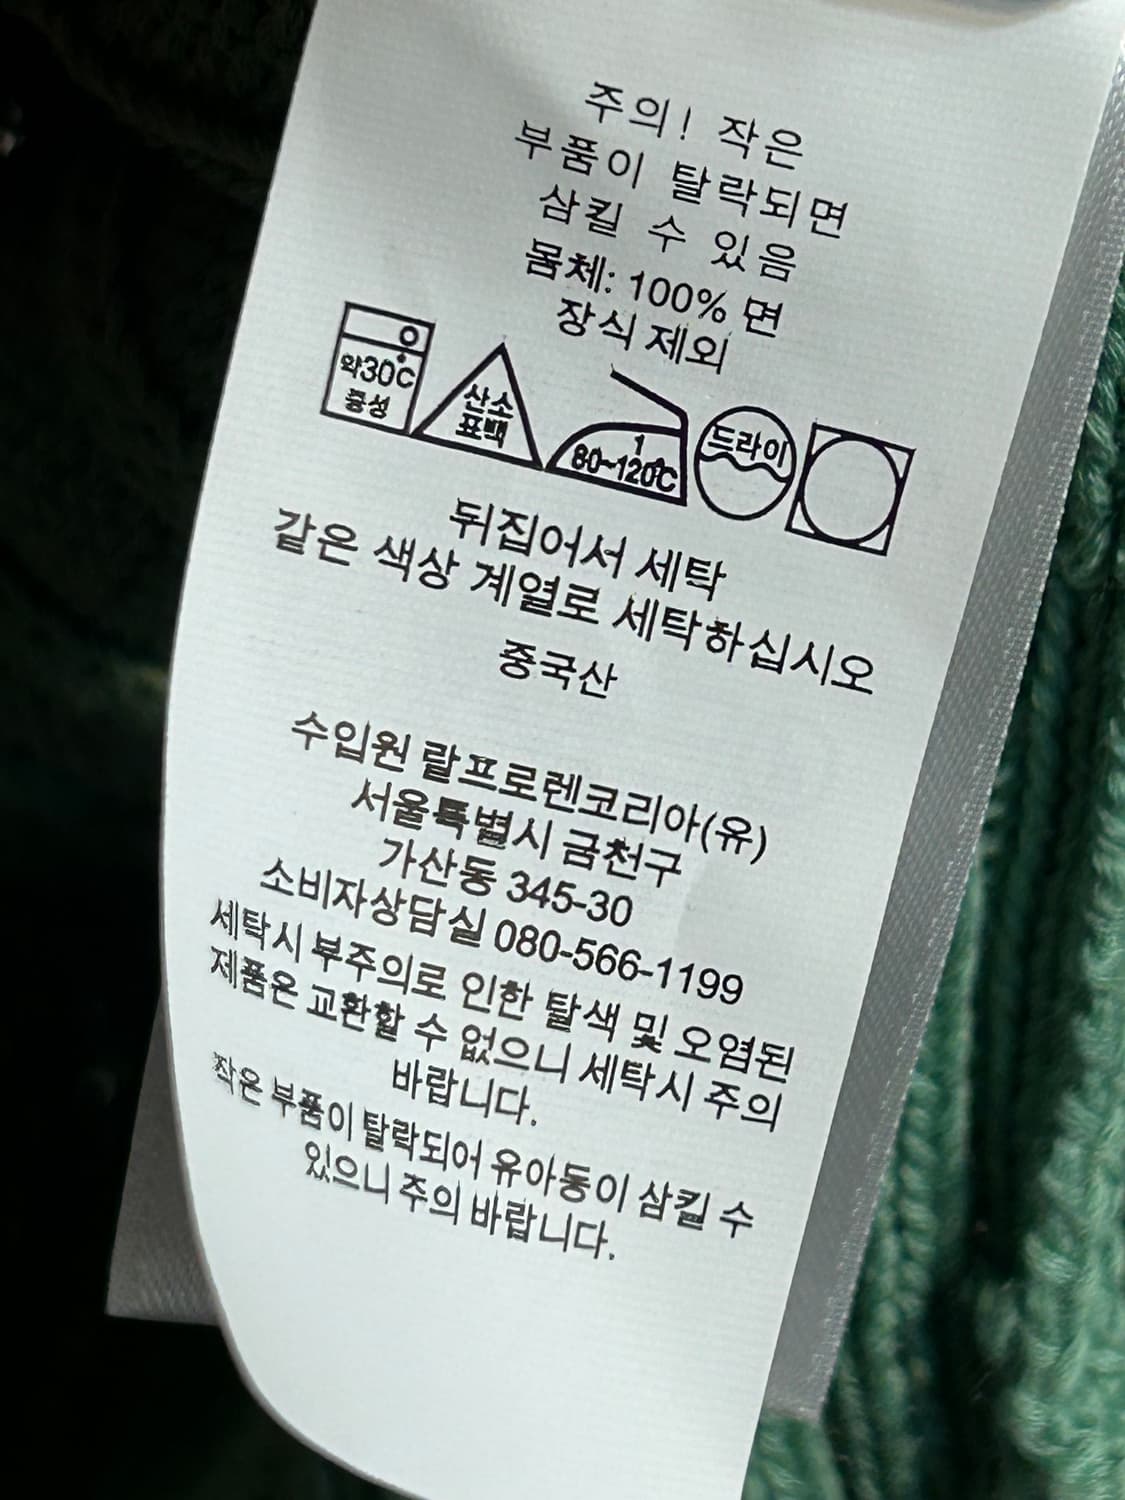 주의! 작은
부품이 탈락되면
삼킬 수 있음
몸체: 100% 면
장식 제외
약30℃
중성
산소
표백
1
80~120℃
드라이
뒤집어서 세탁
같은 색상 계열로 세탁하십시오
중국산
수입원 랄프로렌코리아(유)
서울특별시 금천구
가산동 345-30
소비자상담실 080-566-1199
세탁시 부주의로 인한 탈색 및 오염된
제품은 교환할 수 없으니 세탁시 주의
바랍니다.
작은 부품이 탈락되어 유아동이 삼킬 수
있으니 주의 바랍니다.